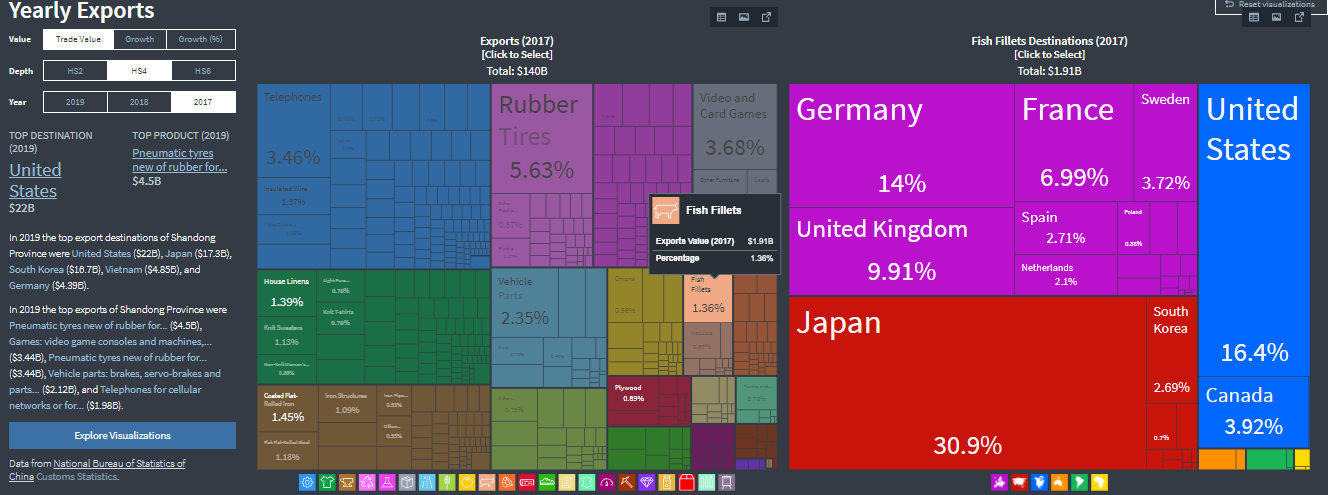 Yearly Exports
Reset visualizations
Value
Trade Value
Growth
Growth (%)
Depth
HS2
HS4
HS6
Year
2019
2018
2017
TOP DESTINATION
(2019)
United
States
$22B
TOP PRODUCT (2019)
Pneumatic tyres
new of rubber for...
$4.5B
In 2019 the top export destinations of Shandong
Province were United States ($22B), Japan ($17.3B),
South Korea ($16.7B), Vietnam ($4.85B), and
Germany ($4.39B).
In 2019 the top exports of Shandong Province were
Pneumatic tyres new of rubber for... ($4.5B),
Games: video game consoles and machines,...
($3.44B), Pneumatic tyres new of rubber for...
($3.44B), Vehicle parts: brakes, servo-brakes and
parts... ($2.12B), and Telephones for cellular
networks or for... ($1.98B).
Explore Visualizations
Data from National Bureau of Statistics of
China Customs Statistics.
Exports (2017)
[Click to Select]
Total: $140B
Telephones
3.46%
Insulated Wire
1.37%
Rubber
Tires
5.63%
Video and
Card Games
3.68%
Other Furniture
Seats
Fish Fillets
Exports Value (2017) $1.91B
Percentage 1.36%
House Linens
1.39%
Knit Sweaters
1.13%
Knit T-shirts
0.79%
Vehicle
Parts
2.35%
Onions
0.96%
Fish
Fillets
1.36%
Coated Flat-
Rolled Iron
1.45%
Iron Structures
1.09%
1.18%
Plywood
0.89%
Fish Fillets Destinations (2017)
[Click to Select]
Total: $1.91B
Germany
14%
France
6.99%
Sweden
3.72%
United Kingdom
9.91%
Spain
2.71%
Poland
0.88%
Netherlands
2.1%
Japan
30.9%
South
Korea
2.69%
0.7%
United
States
16.4%
Canada
3.92%